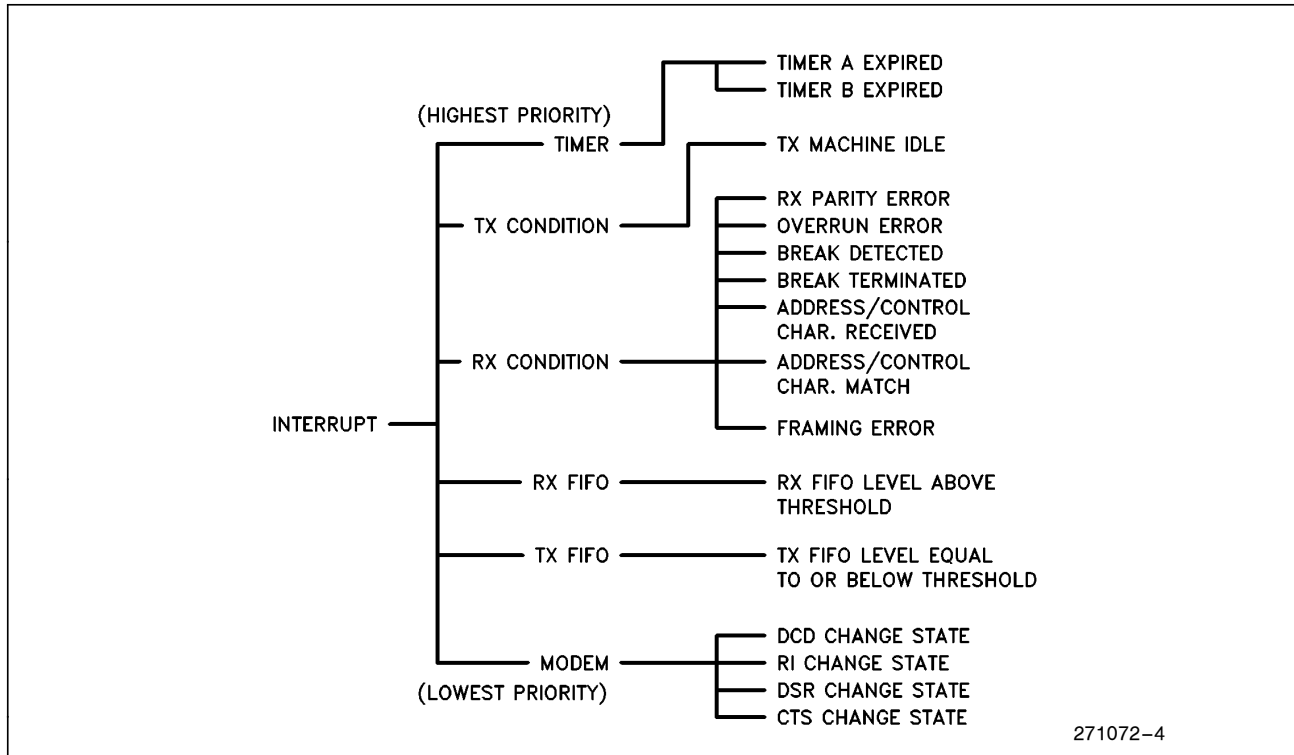 TIMER A EXPIRED
TIMER B EXPIRED
(HIGHEST PRIORITY)
TIMER
TX MACHINE IDLE
RX PARITY ERROR
TX CONDITION
OVERRUN ERROR
BREAK DETECTED
BREAK TERMINATED
ADDRESS/CONTROL
CHAR. RECEIVED
RX CONDITION
ADDRESS/CONTROL
CHAR. MATCH
INTERRUPT
FRAMING ERROR
RX FIFO
RX FIFO LEVEL ABOVE
THRESHOLD
TX FIFO
TX FIFO LEVEL EQUAL
TO OR BELOW THRESHOLD
DCD CHANGE STATE
MODEM
RI CHANGE STATE
(LOWEST PRIORITY)
DSR CHANGE STATE
CTS CHANGE STATE
271072–4